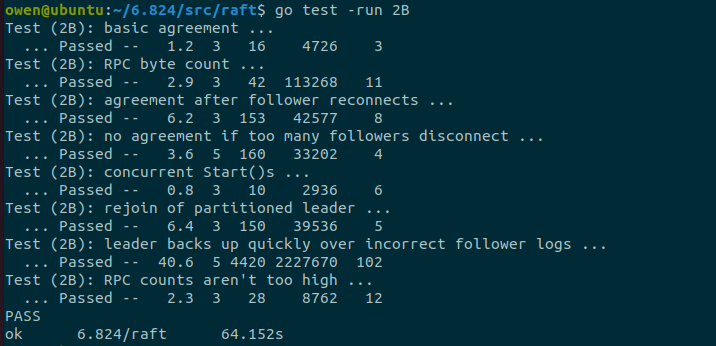 owen@ubuntu:~/6.824/src/raft$ go test -run 2B
Test (2B): basic agreement ...
  ... Passed --   1.2  3   16    4726    3
Test (2B): RPC byte count ...
  ... Passed --   2.9  3   42  113268   11
Test (2B): agreement after follower reconnects ...
  ... Passed --   6.2  3  153   42577    8
Test (2B): no agreement if too many followers disconnect ...
  ... Passed --   3.6  5  160   33202    4
Test (2B): concurrent Start()s ...
  ... Passed --   0.8  3   10    2936    6
Test (2B): rejoin of partitioned leader ...
  ... Passed --   6.4  3  150   39536    5
Test (2B): leader backs up quickly over incorrect follower logs ...
  ... Passed --  40.6  5 4420 2227670  102
Test (2B): RPC counts aren't too high ...
  ... Passed --   2.3  3   28    8762   12
PASS
ok      6.824/raft      64.152s